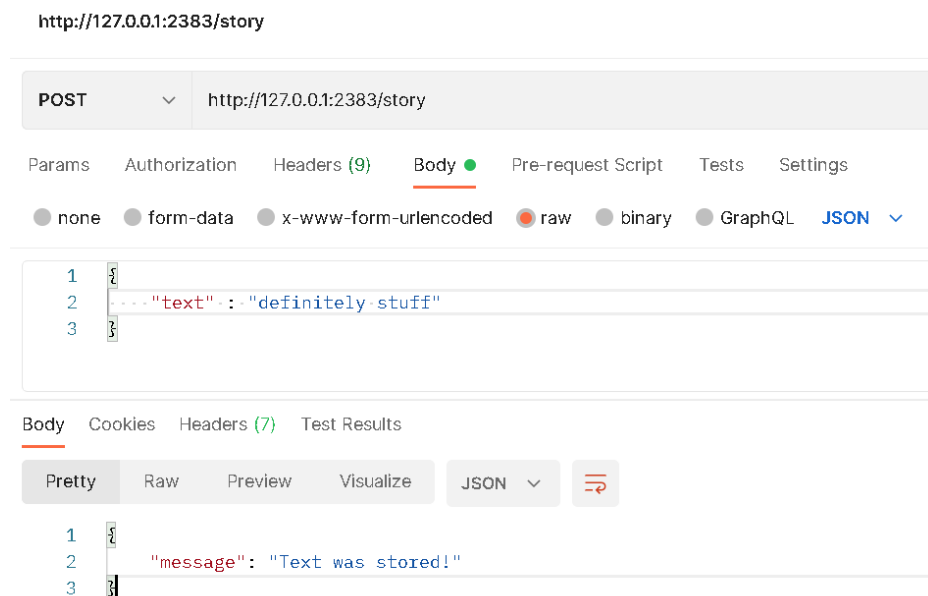 http://127.0.0.1:2383/story
POST http://127.0.0.1:2383/story
Params Authorization Headers (9) Body Pre-request Script Tests Settings
none form-data x-www-form-urlencoded raw binary GraphQL JSON
1 {
2 ····"text"·:·"definitely·stuff"
3 }
Body Cookies Headers (7) Test Results
Pretty Raw Preview Visualize JSON
1 {
2 "message": "Text was stored!"
3 }